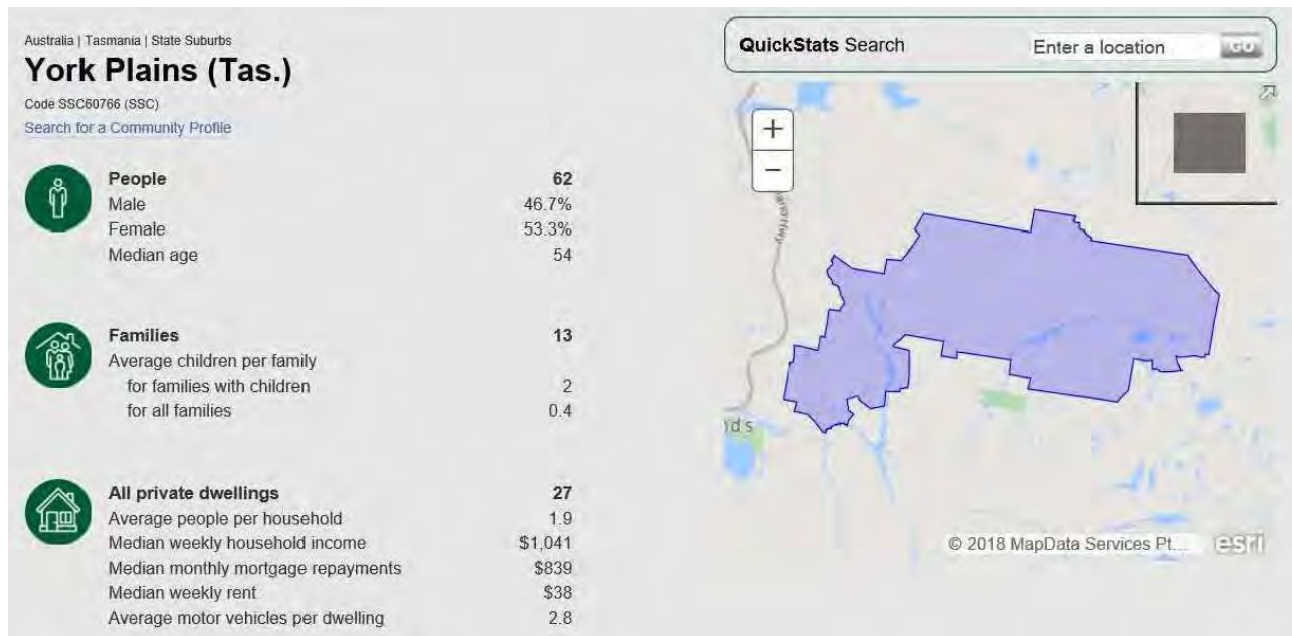 Australia | Tasmania | State Suburbs
York Plains (Tas.)
Code SSC60766 (SSC)
Search for a Community Profile
People 62
Male 46.7%
Female 53.3%
Median age 54
Families 13
Average children per family
for families with children 2
for all families 0.4
All private dwellings 27
Average people per household 1.9
Median weekly household income $1,041
Median monthly mortgage repayments $839
Median weekly rent $38
Average motor vehicles per dwelling 2.8
QuickStats Search Enter a location GO
+
−
Hwy
ds
© 2018 MapData Services Pt... esri